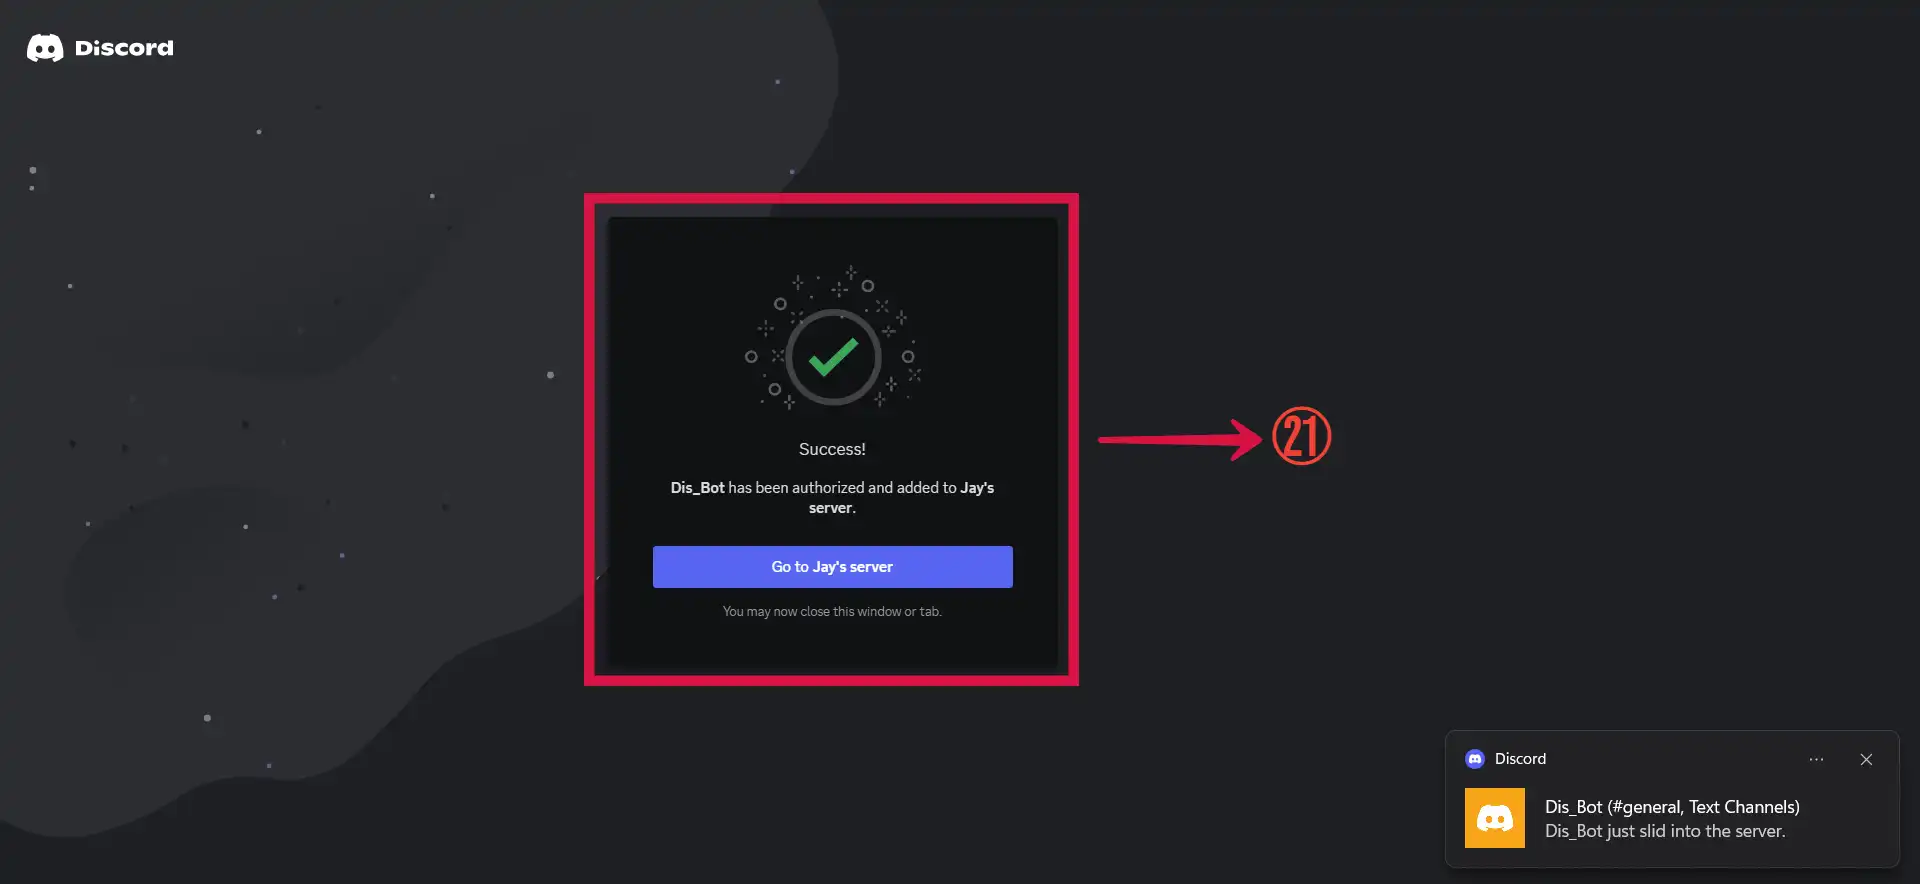 Discord
Success!
Dis_Bot has been authorized and added to Jay's
server.
Go to Jay's server
You may now close this window or tab.
㉑
Discord
Dis_Bot (#general, Text Channels)
Dis_Bot just slid into the server.